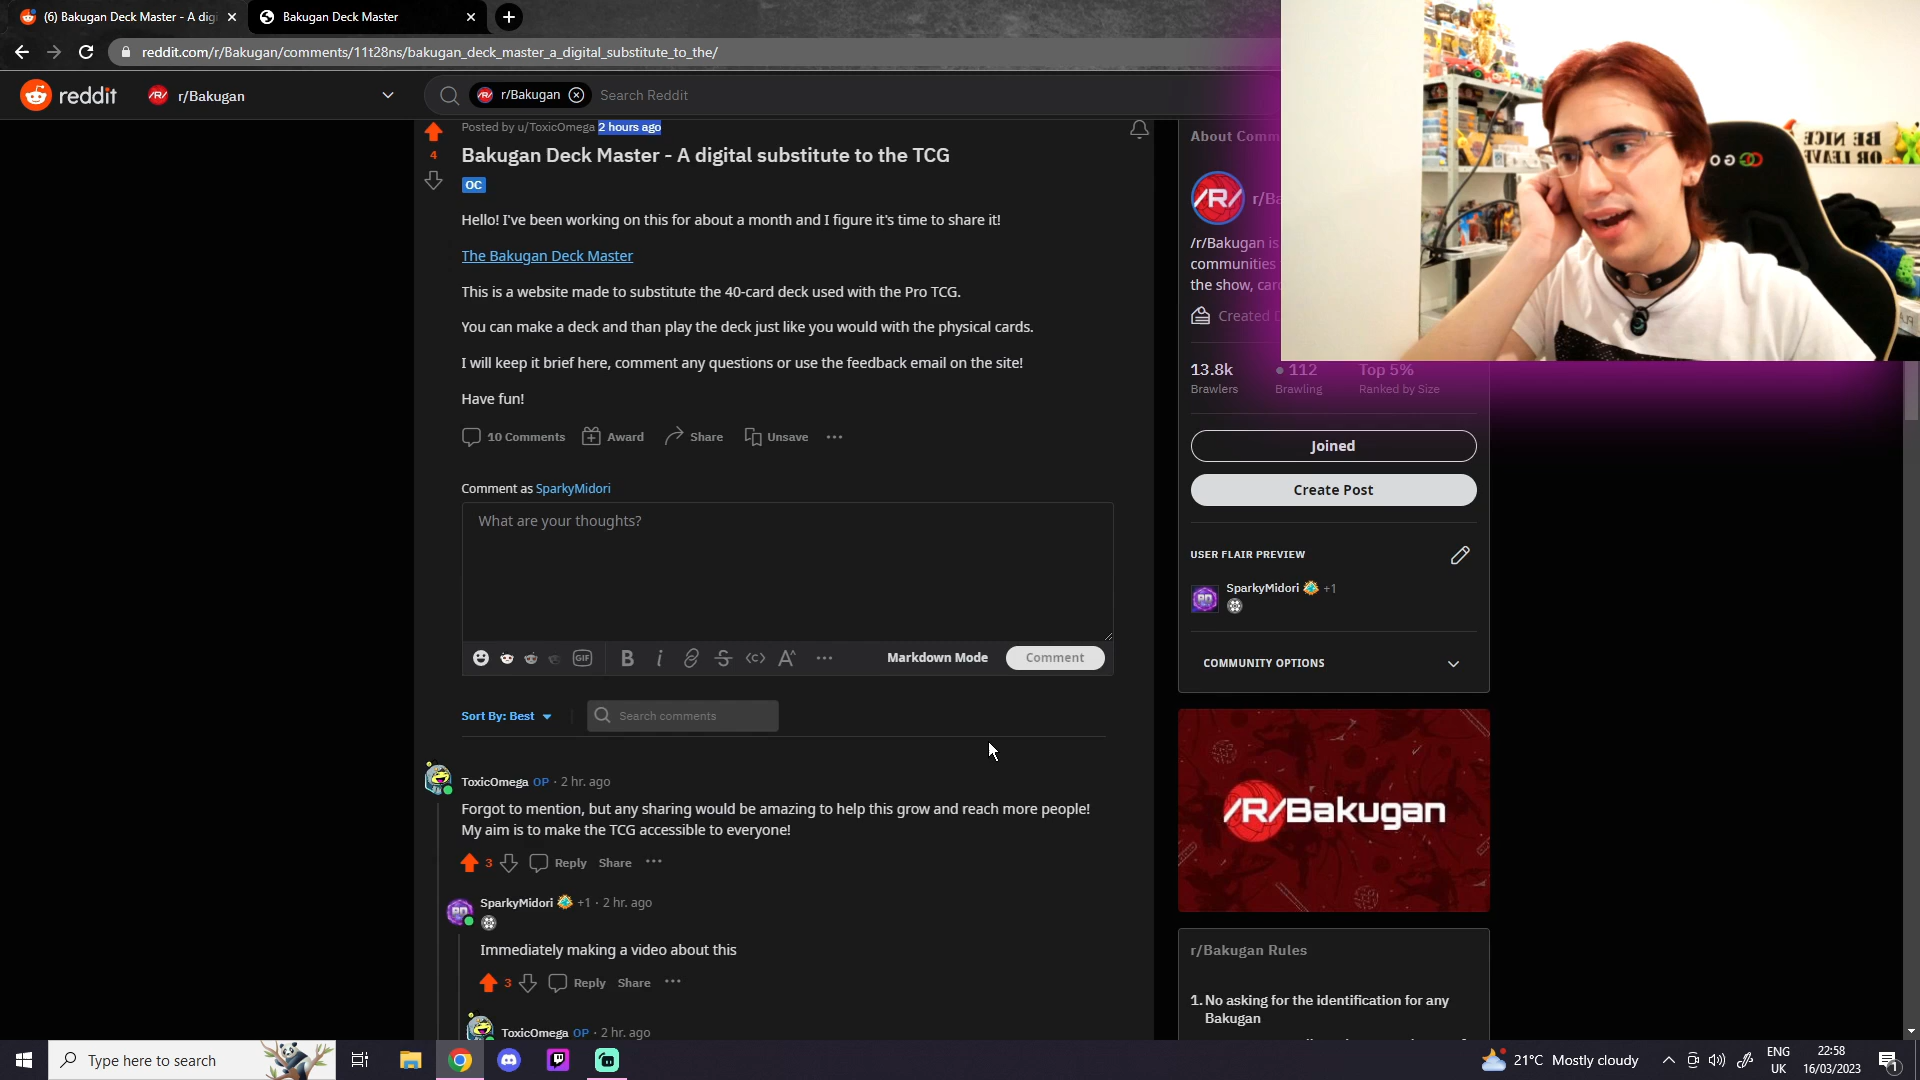 (6) Bakugan Deck Master - A digi
Bakugan Deck Master
reddit.com/r/Bakugan/comments/11t28ns/bakugan_deck_master_a_digital_substitute_to_the/
reddit
r/Bakugan
r/Bakugan
Search Reddit
Posted by u/ToxicOmega 2 hours ago
4
Bakugan Deck Master - A digital substitute to the TCG
OC
Hello! I've been working on this for about a month and I figure it's time to share it!
The Bakugan Deck Master
This is a website made to substitute the 40-card deck used with the Pro TCG.
You can make a deck and than play the deck just like you would with the physical cards.
I will keep it brief here, comment any questions or use the feedback email on the site!
Have fun!
10 Comments Award Share Unsave
Comment as SparkyMidori
What are your thoughts?
GIF
Markdown Mode
Comment
Sort By: Best
Search comments
ToxicOmega OP · 2 hr. ago
Forgot to mention, but any sharing would be amazing to help this grow and reach more people!
My aim is to make the TCG accessible to everyone!
3 Reply Share
SparkyMidori +1 · 2 hr. ago
Immediately making a video about this
3 Reply Share
ToxicOmega OP · 2 hr. ago
About Comm
/R/
r/Ba
/r/Bakugan is
communities
the show, car
Created
13.8k 112 Top 5%
Brawlers Brawling Ranked by Size
Joined
Create Post
USER FLAIR PREVIEW
SparkyMidori +1
COMMUNITY OPTIONS
/R/Bakugan
r/Bakugan Rules
1. No asking for the identification for any
Bakugan
BE NICE
OR LEAVE
Type here to search
21°C Mostly cloudy
ENG
UK
22:58
16/03/2023
1